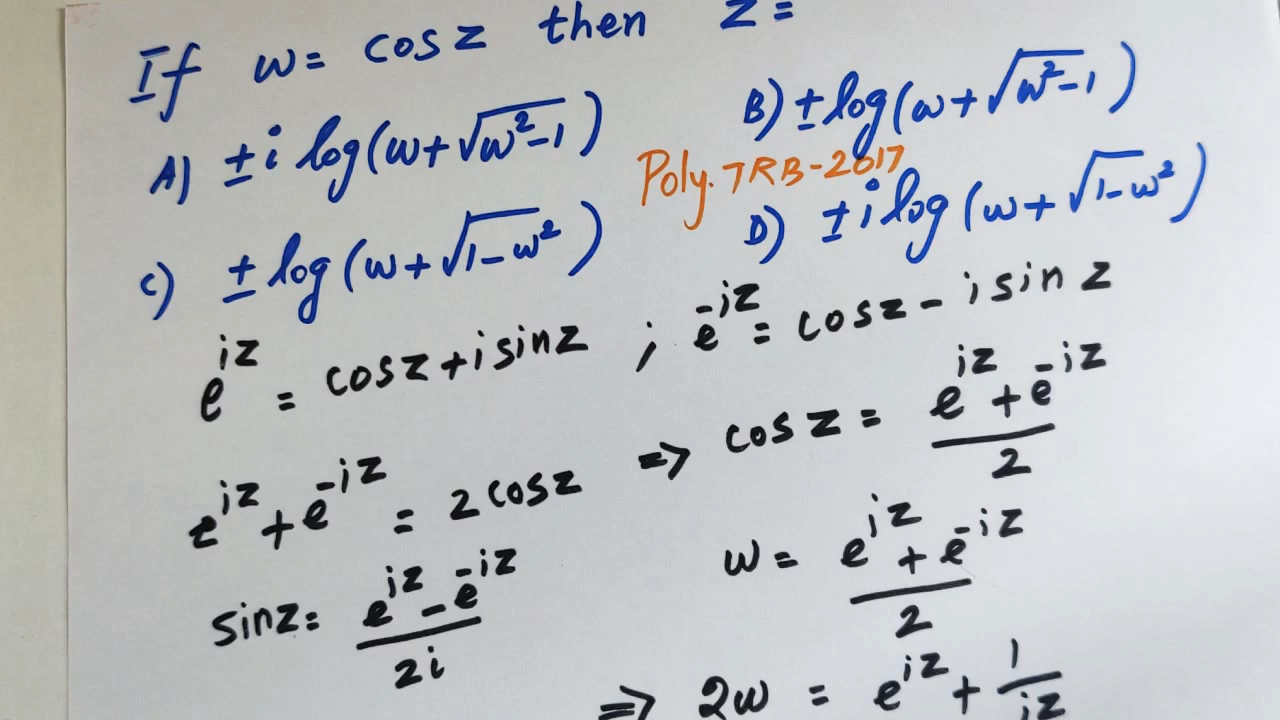 If w = cos z then z =
A) ± i log(w + √w²-1)
B) ± log(w + √w²-1)
Poly. TRB-2017
C) ± log(w + √1-w²)
D) ± i log(w + √1-w²)
e^iz = cos z + i sin z ; e^-iz = cos z - i sin z
e^iz + e^-iz = 2 cos z ⇒ cos z = (e^iz + e^-iz)/2
sin z = (e^iz - e^-iz)/2i
w = (e^iz + e^-iz)/2
⇒ 2w = e^iz + 1/iz